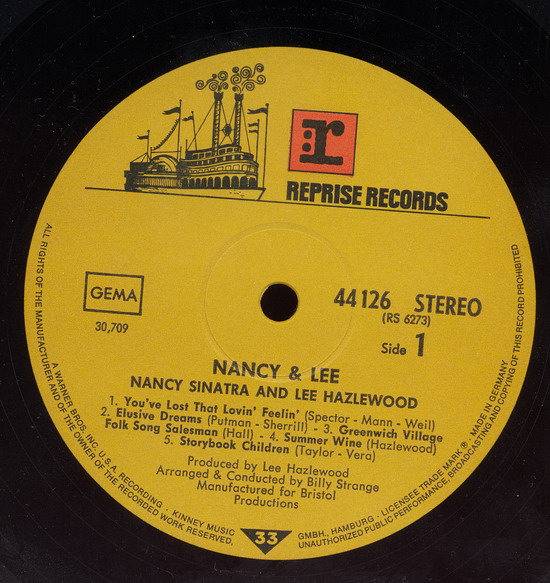 r
REPRISE RECORDS
GEMA
30,709
44126 STEREO
(RS 6273)
Side 1
NANCY & LEE
NANCY SINATRA AND LEE HAZLEWOOD
1. You've Lost That Lovin' Feelin' (Spector - Mann - Weil)
2. Elusive Dreams (Putman - Sherrill) - 3. Greenwich Village
Folk Song Salesman (Hall) - 4. Summer Wine (Hazlewood)
5. Storybook Children (Taylor - Vera)
Produced by Lee Hazlewood
Arranged & Conducted by Billy Strange
Manufactured for Bristol
Productions
33
ALL RIGHTS OF THE MANUFACTURER AND OF THE OWNER OF THE RECORDED WORK RESERVED.
A WARNER BROS. INC. U.S.A. RECORDING · KINNEY MUSIC GMBH., HAMBURG · LICENSEE TRADE MARK ® · MADE IN GERMANY
UNAUTHORIZED PUBLIC PERFORMANCE, BROADCASTING AND COPYING OF THIS RECORD PROHIBITED